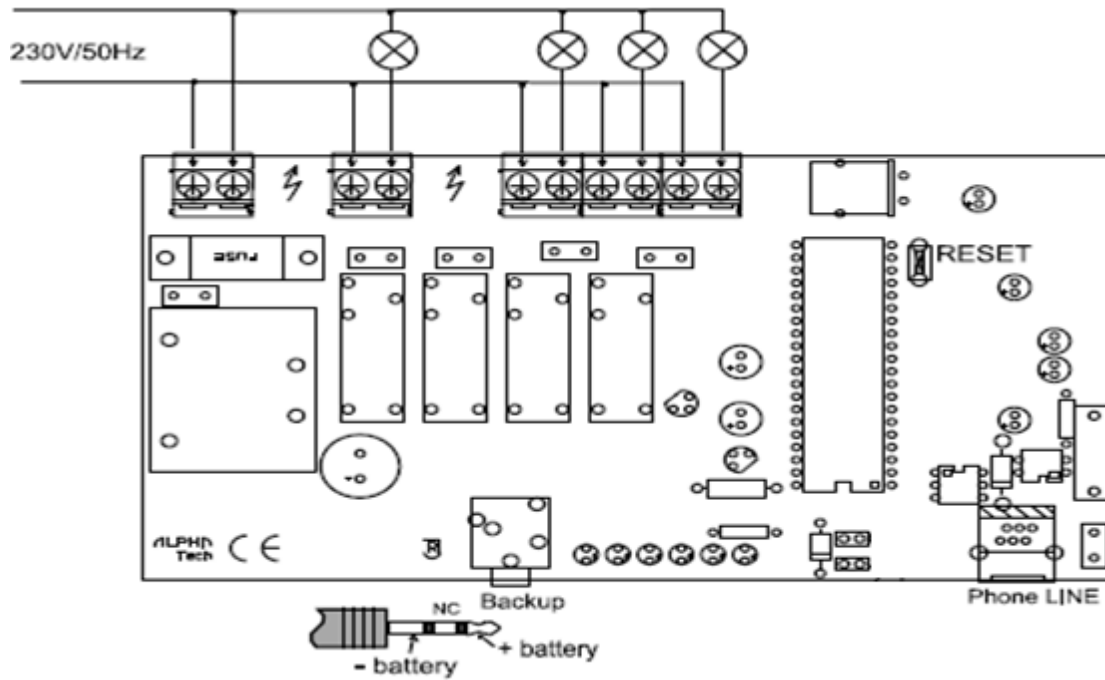 230V/50Hz
FUSE
RESET
ALPHA
Tech CE
Backup
Phone LINE
NC
+ battery
- battery